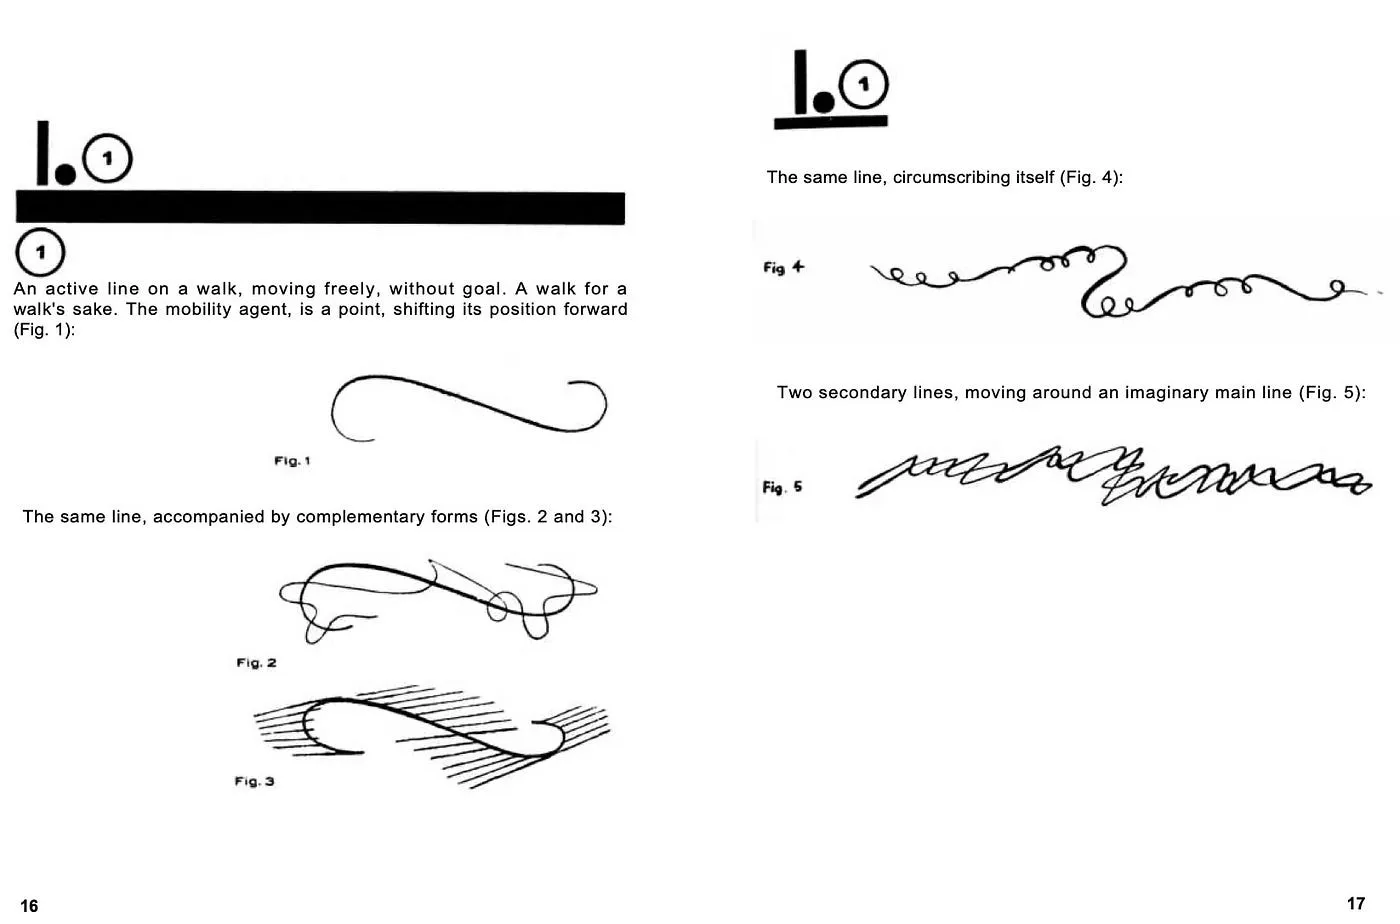 I. 1
1
An active line on a walk, moving freely, without goal. A walk for a
walk's sake. The mobility agent, is a point, shifting its position forward
(Fig. 1):
Fig. 1
The same line, accompanied by complementary forms (Figs. 2 and 3):
Fig. 2
Fig. 3
16
I. 1
The same line, circumscribing itself (Fig. 4):
Fig 4
Two secondary lines, moving around an imaginary main line (Fig. 5):
Fig. 5
17